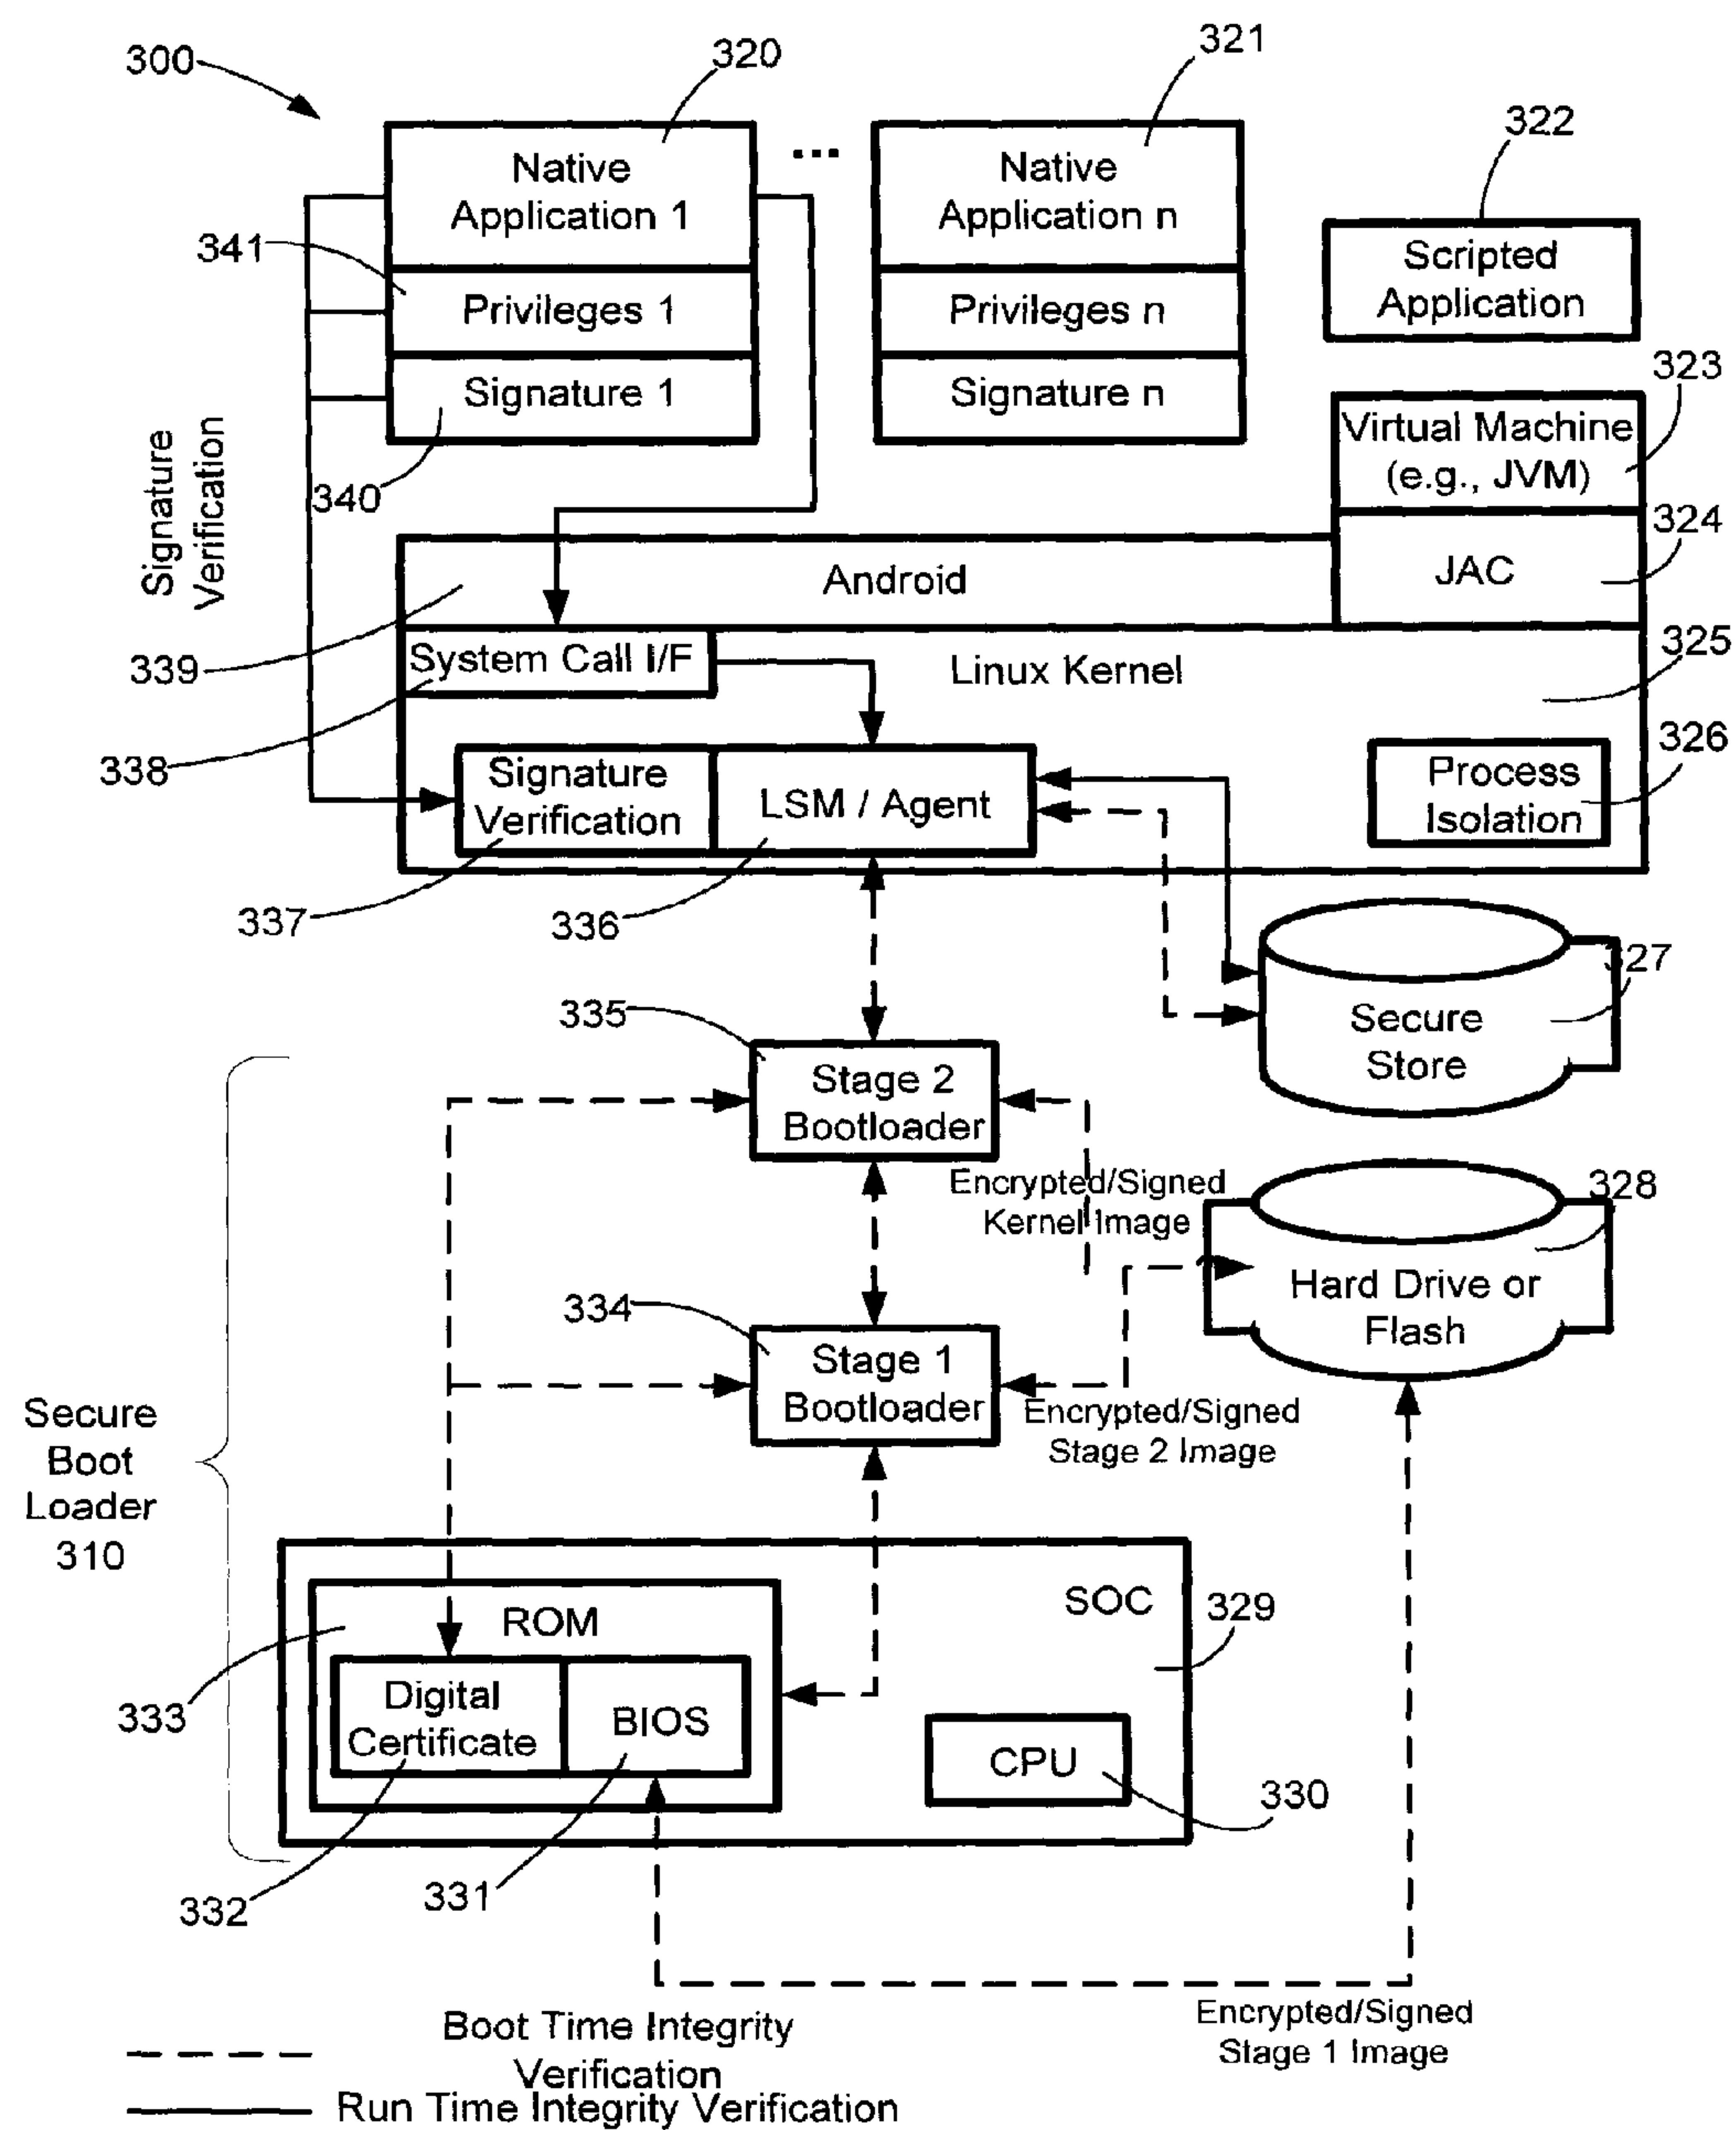 300
320
321
322
Native
Application 1
...
Native
Application n
Scripted
Application
341
Privileges 1
Privileges n
323
Signature 1
Signature n
Virtual Machine
(e.g., JVM)
340
Signature
Verification
324
Android
JAC
339
System Call I/F
Linux Kernel
325
338
Signature
Verification
LSM / Agent
326
Process
Isolation
337
336
327
335
Secure
Store
Stage 2
Bootloader
Encrypted/Signed
Kernel Image
328
Hard Drive or
Flash
334
Stage 1
Bootloader
Encrypted/Signed
Stage 2 Image
Secure
Boot
Loader
310
SOC
329
ROM
333
Digital
Certificate
BIOS
CPU
330
332
331
Encrypted/Signed
Stage 1 Image
Boot Time Integrity
Verification
Run Time Integrity Verification